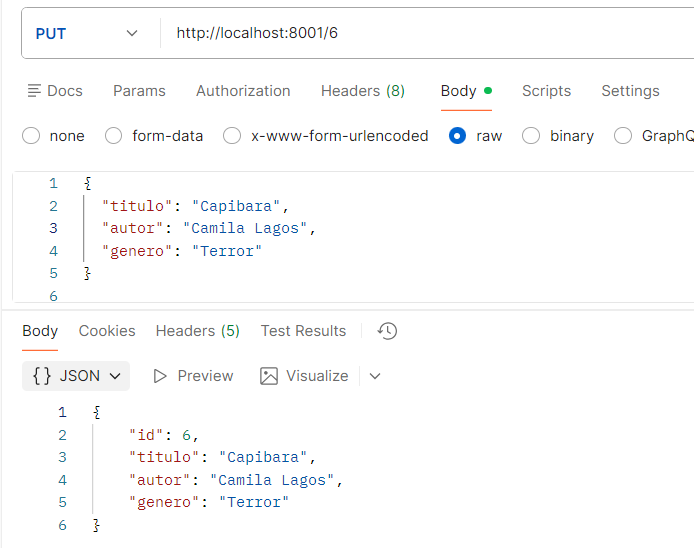 PUT http://localhost:8001/6
Docs Params Authorization Headers (8) Body Scripts Settings
none form-data x-www-form-urlencoded raw binary GraphQ
1 {
2 "titulo": "Capibara",
3 "autor": "Camila Lagos",
4 "genero": "Terror"
5 }
6
Body Cookies Headers (5) Test Results
{} JSON Preview Visualize
1 {
2 "id": 6,
3 "titulo": "Capibara",
4 "autor": "Camila Lagos",
5 "genero": "Terror"
6 }